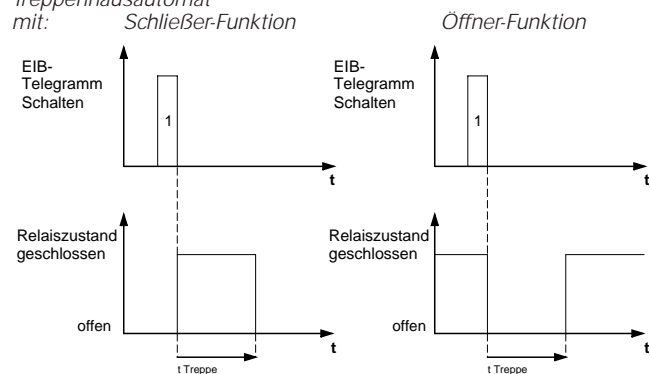 Treppenhausautomat
mit: Schließer-Funktion Öffner-Funktion
EIB-
Telegramm
Schalten
1
t
Relaiszustand
geschlossen
offen
t
t Treppe
EIB-
Telegramm
Schalten
1
t
Relaiszustand
geschlossen
offen
t
t Treppe